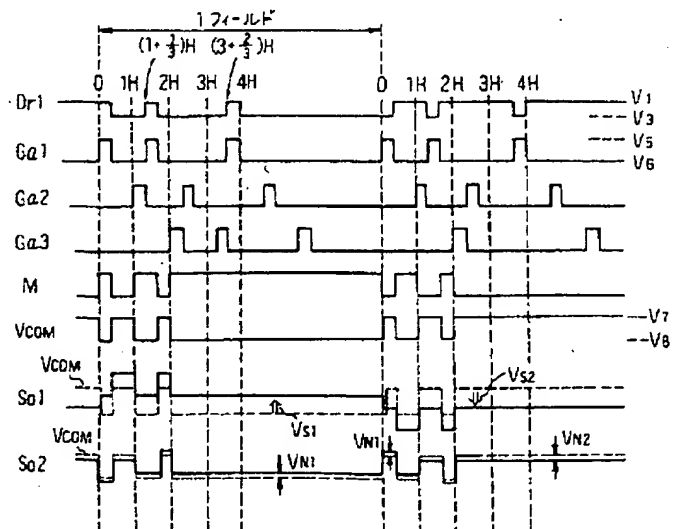 1フィールド
(1+1/3)H (3+2/3)H
0 1H 2H 3H 4H 0 1H 2H 3H 4H
Dr1 V1
V3
Ga1 V5
V6
Ga2
Ga3
M
VCOM V7
V8
VCOM
So1 VS1 VS2
VCOM
So2 VN1 VN1 VN2